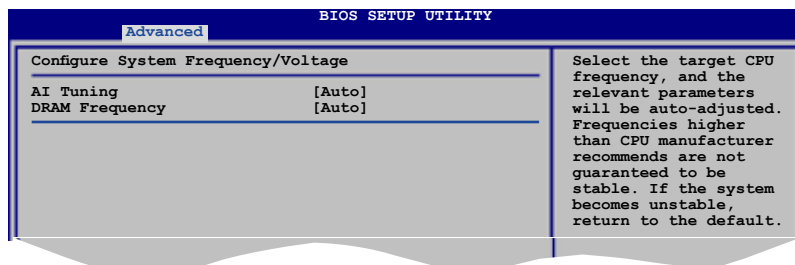 BIOS SETUP UTILITY
Advanced
Configure System Frequency/Voltage
AI Tuning [Auto]
DRAM Frequency [Auto]
Select the target CPU
frequency, and the
relevant parameters
will be auto-adjusted.
Frequencies higher
than CPU manufacturer
recommends are not
guaranteed to be
stable. If the system
becomes unstable,
return to the default.